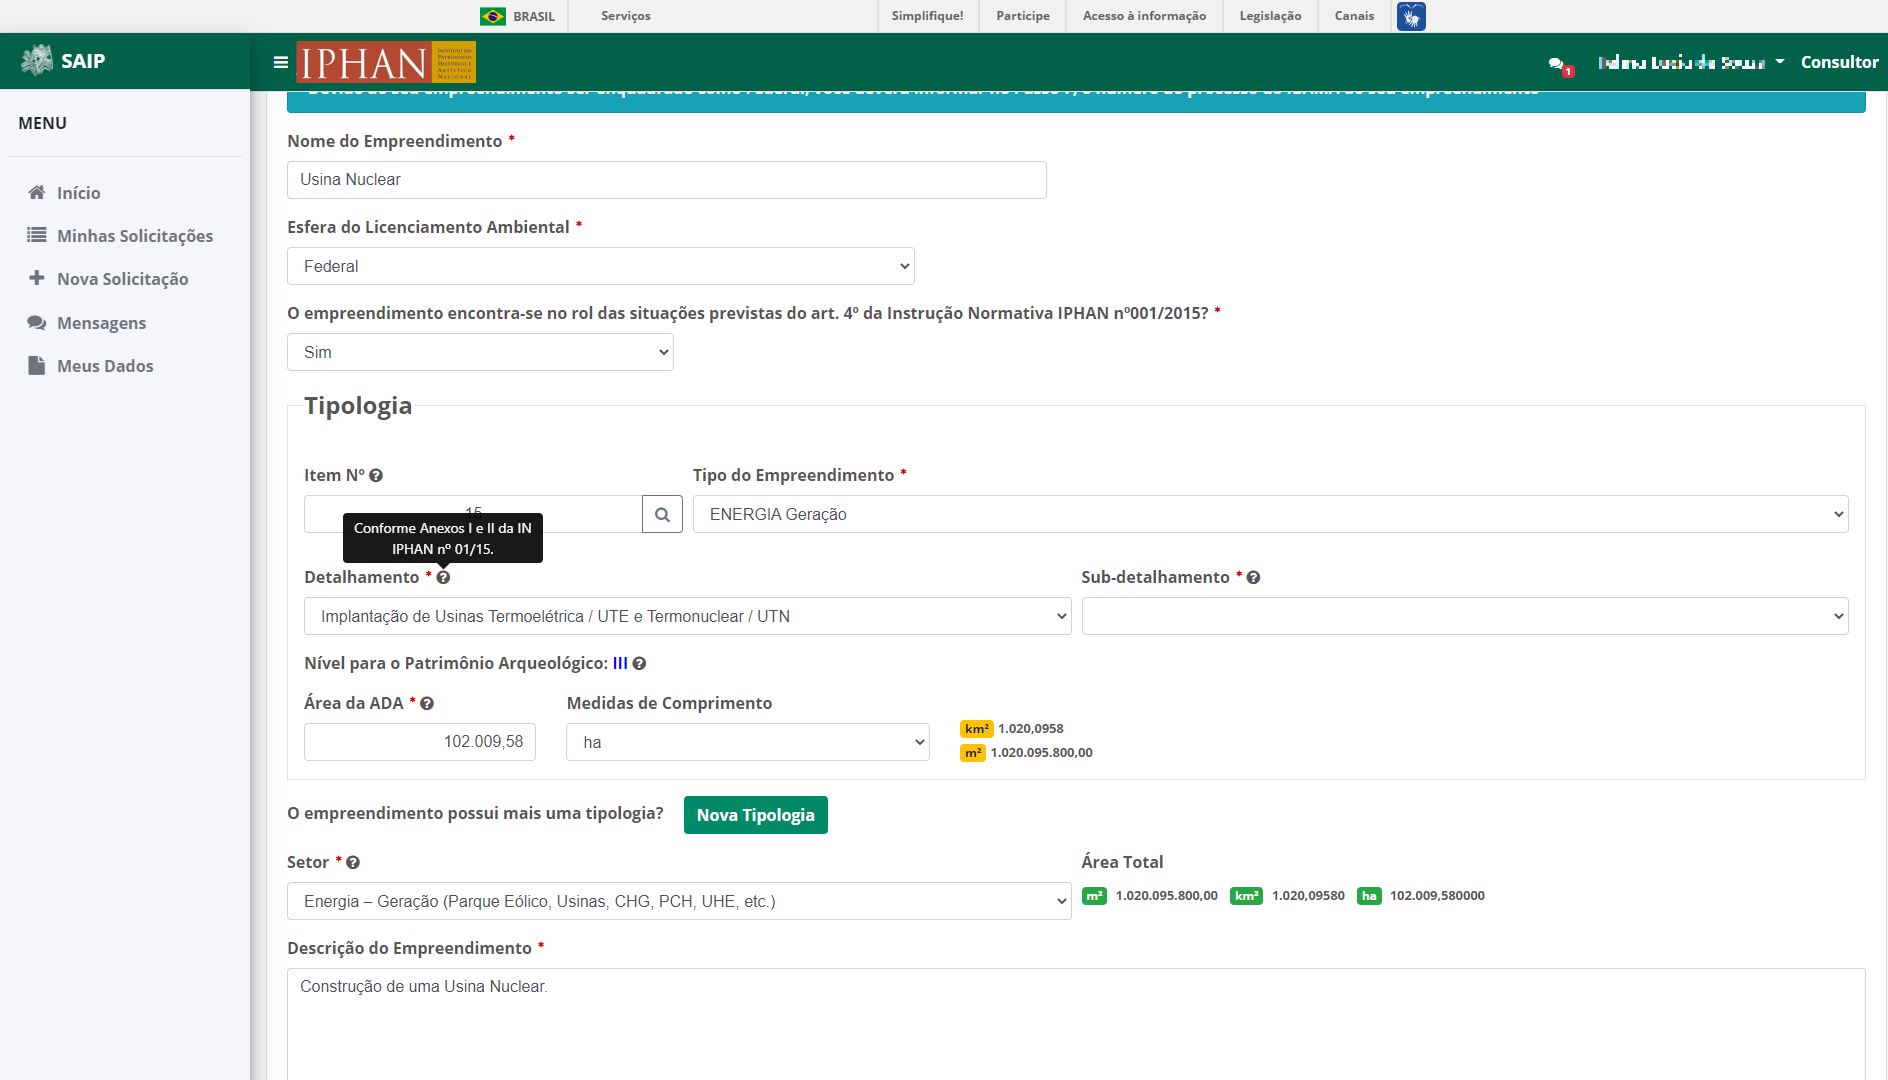 BRASIL
Serviços
Simplifique!
Participe
Acesso à informação
Legislação
Canais
SAIP
IPHAN
INSTITUTO DO
PATRIMÔNIO
HISTÓRICO E
ARTÍSTICO
NACIONAL
1
Consultor
MENU
Início
Minhas Solicitações
Nova Solicitação
Mensagens
Meus Dados
Nome do Empreendimento *
Usina Nuclear
Esfera do Licenciamento Ambiental *
Federal
O empreendimento encontra-se no rol das situações previstas do art. 4º da Instrução Normativa IPHAN nº001/2015? *
Sim
Tipologia
Item Nº
Tipo do Empreendimento *
15
ENERGIA Geração
Conforme Anexos I e II da IN
IPHAN nº 01/15.
Detalhamento *
Sub-detalhamento *
Implantação de Usinas Termoelétrica / UTE e Termonuclear / UTN
Nível para o Patrimônio Arqueológico: III
Área da ADA *
Medidas de Comprimento
102.009,58
ha
km² 1.020,0958
m² 1.020.095.800,00
O empreendimento possui mais uma tipologia?
Nova Tipologia
Setor *
Área Total
Energia – Geração (Parque Eólico, Usinas, CHG, PCH, UHE, etc.)
m² 1.020.095.800,00 km² 1.020,09580 ha 102.009,580000
Descrição do Empreendimento *
Construção de uma Usina Nuclear.